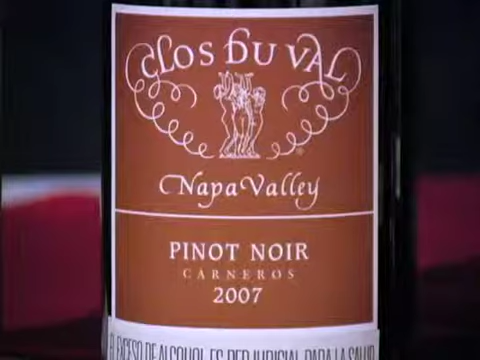 CLOS DU VAL
Napa Valley
PINOT NOIR
CARNEROS
2007
EL EXCESO DE ALCOHOL ES PERJUDICIAL PARA LA SALUD